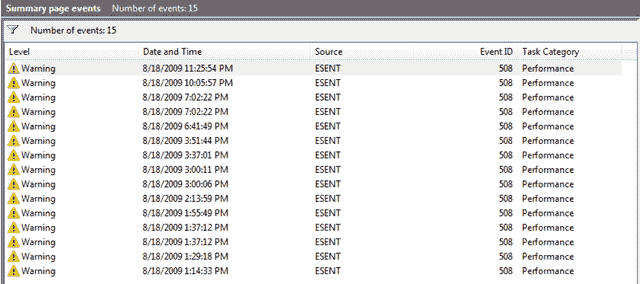 Summary page events Number of events: 15
Number of events: 15
Level Date and Time Source Event ID Task Category
Warning 8/18/2009 11:25:54 PM ESENT 508 Performance
Warning 8/18/2009 10:05:57 PM ESENT 508 Performance
Warning 8/18/2009 7:02:22 PM ESENT 508 Performance
Warning 8/18/2009 7:02:22 PM ESENT 508 Performance
Warning 8/18/2009 6:41:49 PM ESENT 508 Performance
Warning 8/18/2009 3:51:44 PM ESENT 508 Performance
Warning 8/18/2009 3:37:01 PM ESENT 508 Performance
Warning 8/18/2009 3:00:11 PM ESENT 508 Performance
Warning 8/18/2009 3:00:06 PM ESENT 508 Performance
Warning 8/18/2009 2:13:59 PM ESENT 508 Performance
Warning 8/18/2009 1:55:49 PM ESENT 508 Performance
Warning 8/18/2009 1:37:12 PM ESENT 508 Performance
Warning 8/18/2009 1:37:12 PM ESENT 508 Performance
Warning 8/18/2009 1:29:18 PM ESENT 508 Performance
Warning 8/18/2009 1:14:33 PM ESENT 508 Performance